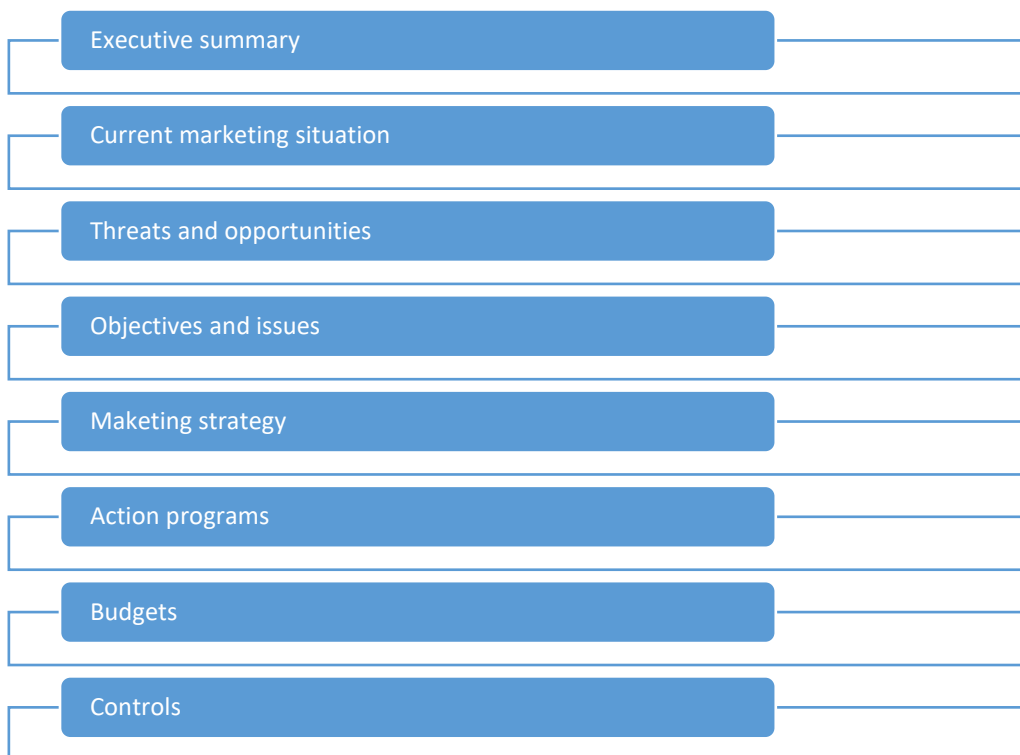 Executive summary
Current marketing situation
Threats and opportunities
Objectives and issues
Maketing strategy
Action programs
Budgets
Controls